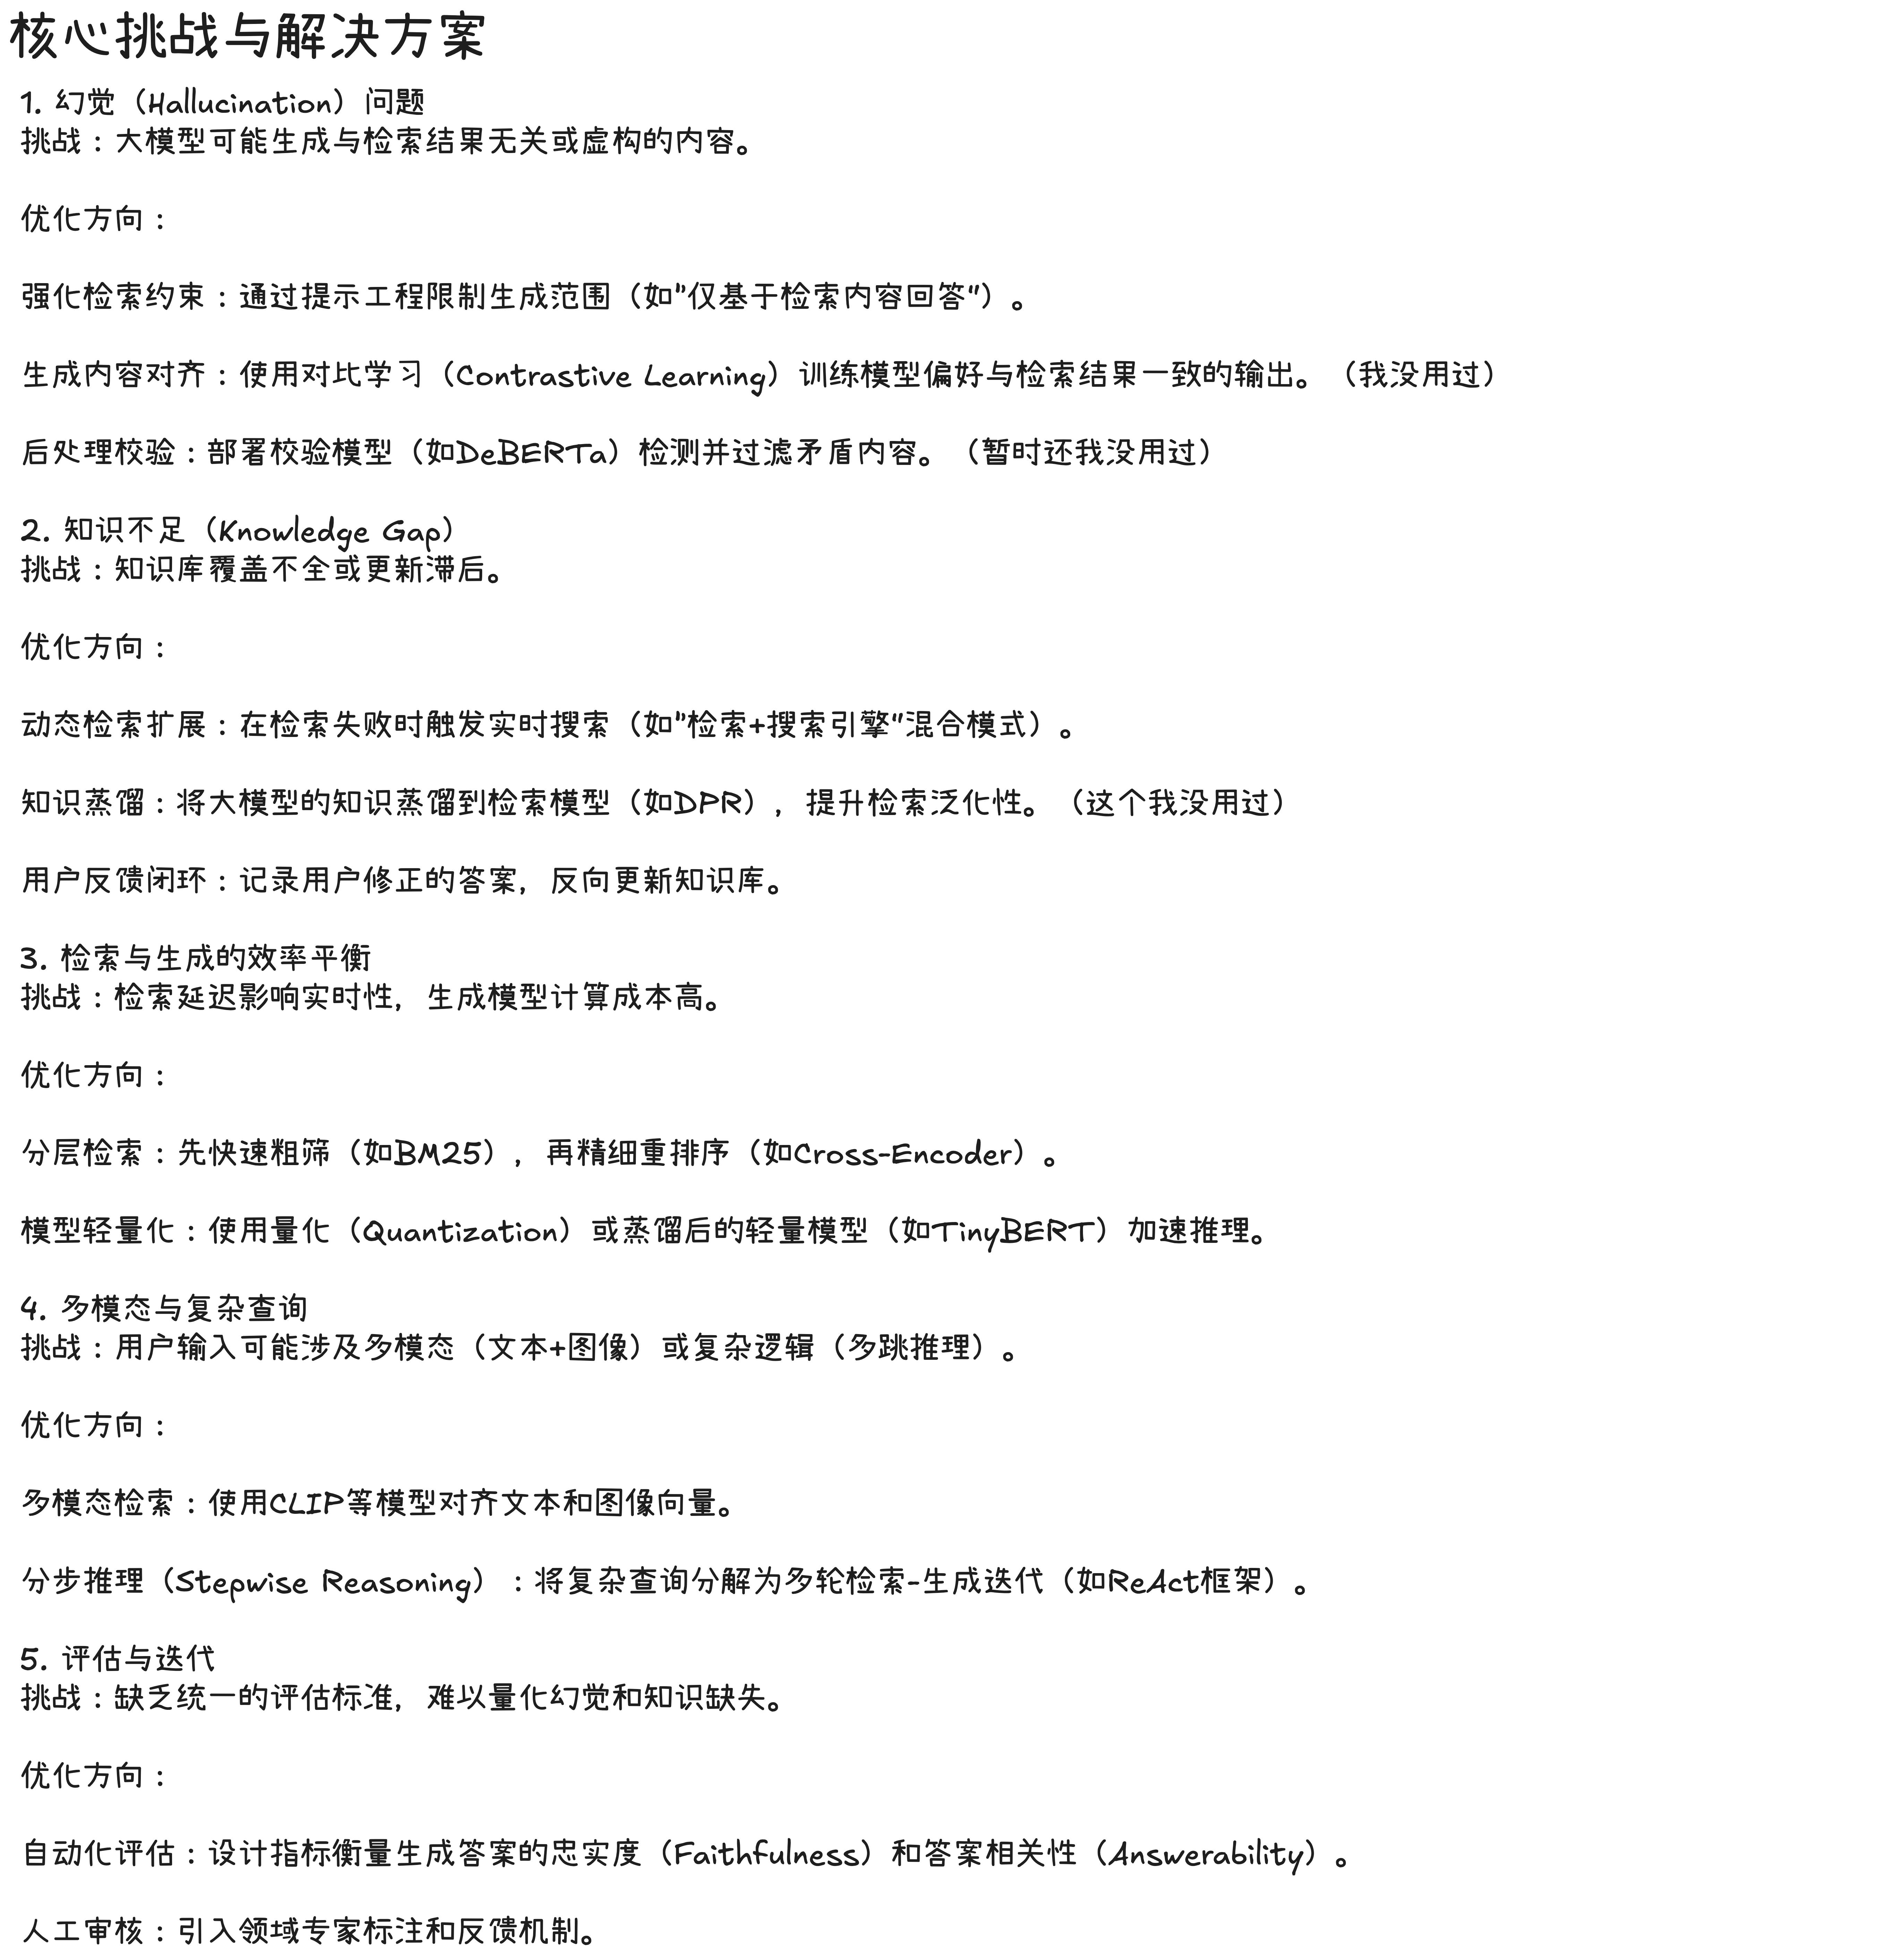 核心挑战与解决方案
1. 幻觉（Hallucination）问题
挑战：大模型可能生成与检索结果无关或虚构的内容。
优化方向：
强化检索约束：通过提示工程限制生成范围（如"仅基于检索内容回答"）。
生成内容对齐：使用对比学习（Contrastive Learning）训练模型偏好与检索结果一致的输出。（我没用过）
后处理校验：部署校验模型（如DeBERTa）检测并过滤矛盾内容。（暂时还我没用过）
2. 知识不足（Knowledge Gap）
挑战：知识库覆盖不全或更新滞后。
优化方向：
动态检索扩展：在检索失败时触发实时搜索（如"检索+搜索引擎"混合模式）。
知识蒸馏：将大模型的知识蒸馏到检索模型（如DPR），提升检索泛化性。（这个我没用过）
用户反馈闭环：记录用户修正的答案，反向更新知识库。
3. 检索与生成的效率平衡
挑战：检索延迟影响实时性，生成模型计算成本高。
优化方向：
分层检索：先快速粗筛（如BM25），再精细重排序（如Cross-Encoder）。
模型轻量化：使用量化（Quantization）或蒸馏后的轻量模型（如TinyBERT）加速推理。
4. 多模态与复杂查询
挑战：用户输入可能涉及多模态（文本+图像）或复杂逻辑（多跳推理）。
优化方向：
多模态检索：使用CLIP等模型对齐文本和图像向量。
分步推理（Stepwise Reasoning）：将复杂查询分解为多轮检索-生成迭代（如ReAct框架）。
5. 评估与迭代
挑战：缺乏统一的评估标准，难以量化幻觉和知识缺失。
优化方向：
自动化评估：设计指标衡量生成答案的忠实度（Faithfulness）和答案相关性（Answerability）。
人工审核：引入领域专家标注和反馈机制。